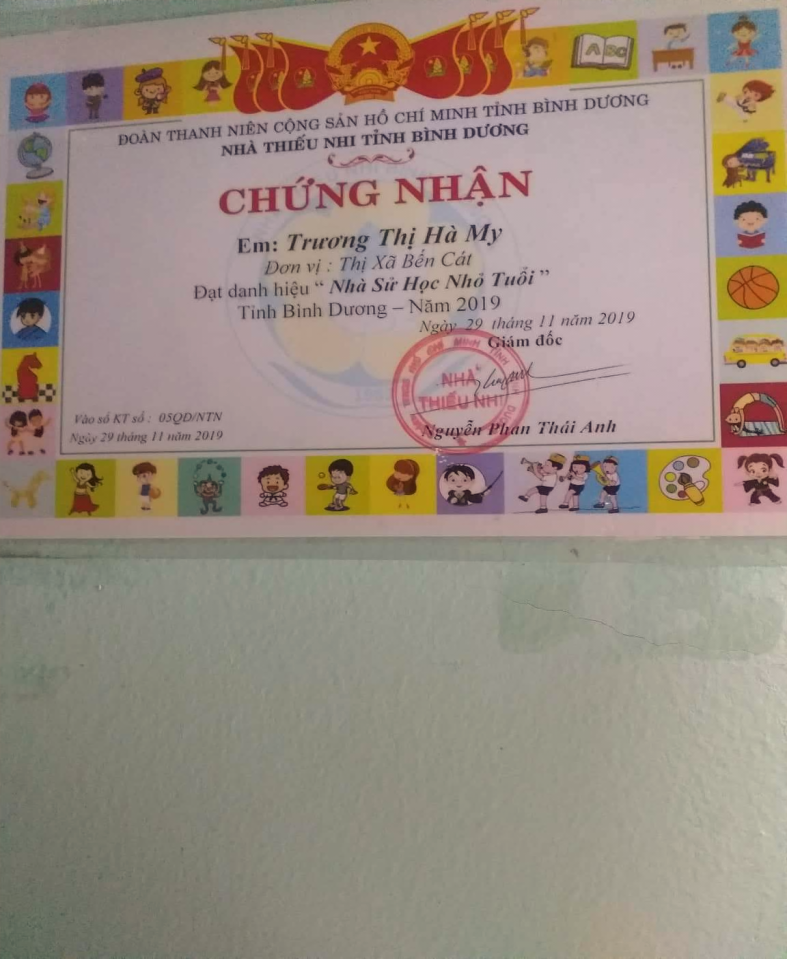 ĐOÀN THANH NIÊN CỘNG SẢN HỒ CHÍ MINH TỈNH BÌNH DƯƠNG
NHÀ THIẾU NHI TỈNH BÌNH DƯƠNG
CHỨNG NHẬN
Em: Trương Thị Hà My
Đơn vị : Thị Xã Bến Cát
Đạt danh hiệu “ Nhà Sử Học Nhỏ Tuổi ”
Tỉnh Bình Dương – Năm 2019
Ngày 29 tháng 11 năm 2019
Giám đốc
NHÀ
THIẾU NHI
Nguyễn Phan Thái Anh
Vào sổ KT số : 05QĐ/NTN
Ngày 29 tháng 11 năm 2019
ABC